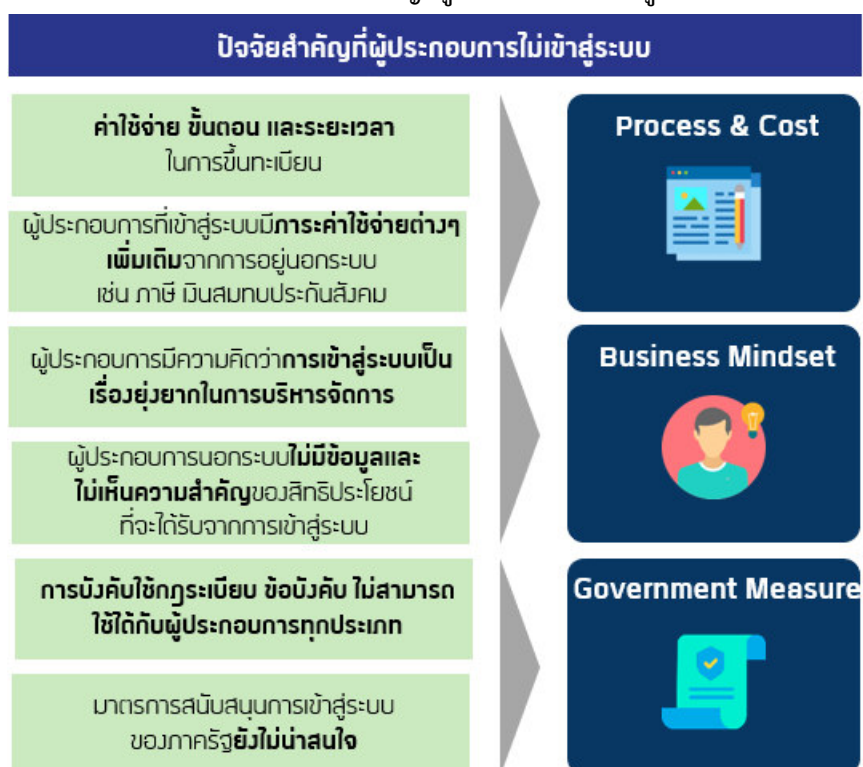 ปัจจัยสำคัญที่ผู้ประกอบการไม่เข้าสู่ระบบ
ค่าใช้จ่าย ขั้นตอน และระยะเวลา
ในการขึ้นทะเบียน
ผู้ประกอบการที่เข้าสู่ระบบมีภาระค่าใช้จ่ายต่างๆ
เพิ่มเติมจากการอยู่นอกระบบ
เช่น ภาษี เงินสมทบประกันสังคม
Process & Cost
ผู้ประกอบการมีความคิดว่าการเข้าสู่ระบบเป็น
เรื่องยุ่งยากในการบริหารจัดการ
ผู้ประกอบการนอกระบบไม่มีข้อมูลและ
ไม่เห็นความสำคัญของสิทธิประโยชน์
ที่จะได้รับจากการเข้าสู่ระบบ
Business Mindset
การบังคับใช้กฎระเบียบ ข้อบังคับ ไม่สามารถ
ใช้ได้กับผู้ประกอบการทุกประเภท
มาตรการสนับสนุนการเข้าสู่ระบบ
ของภาครัฐยังไม่น่าสนใจ
Government Measure